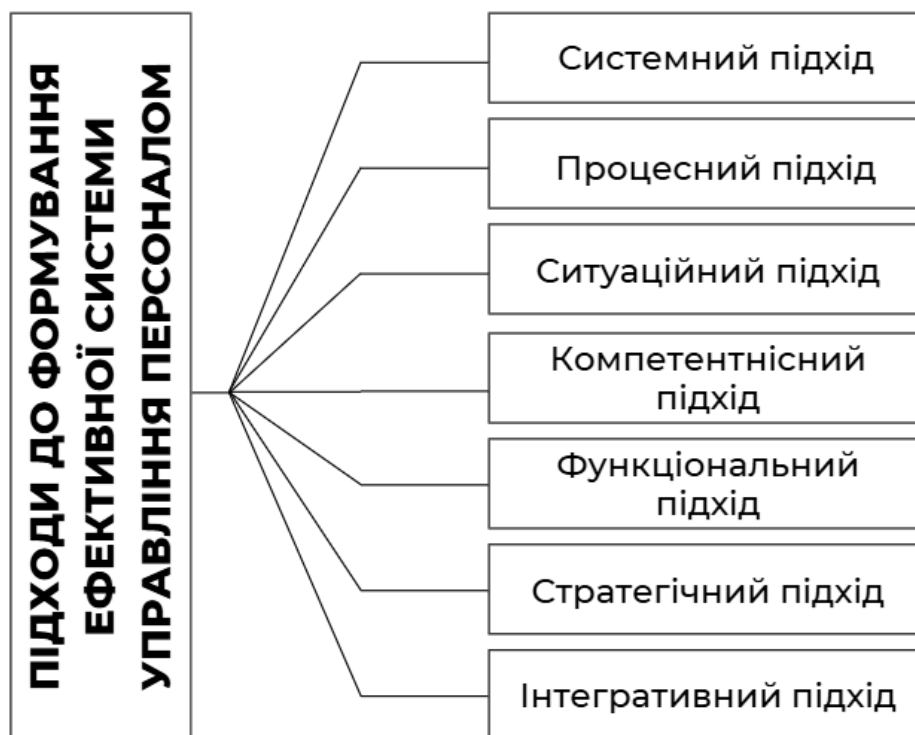 ПІДХОДИ ДО ФОРМУВАННЯ
ЕФЕКТИВНОЇ СИСТЕМИ
УПРАВЛІННЯ ПЕРСОНАЛОМ
Системний підхід
Процесний підхід
Ситуаційний підхід
Компетентнісний
підхід
Функціональний
підхід
Стратегічний підхід
Інтегративний підхід